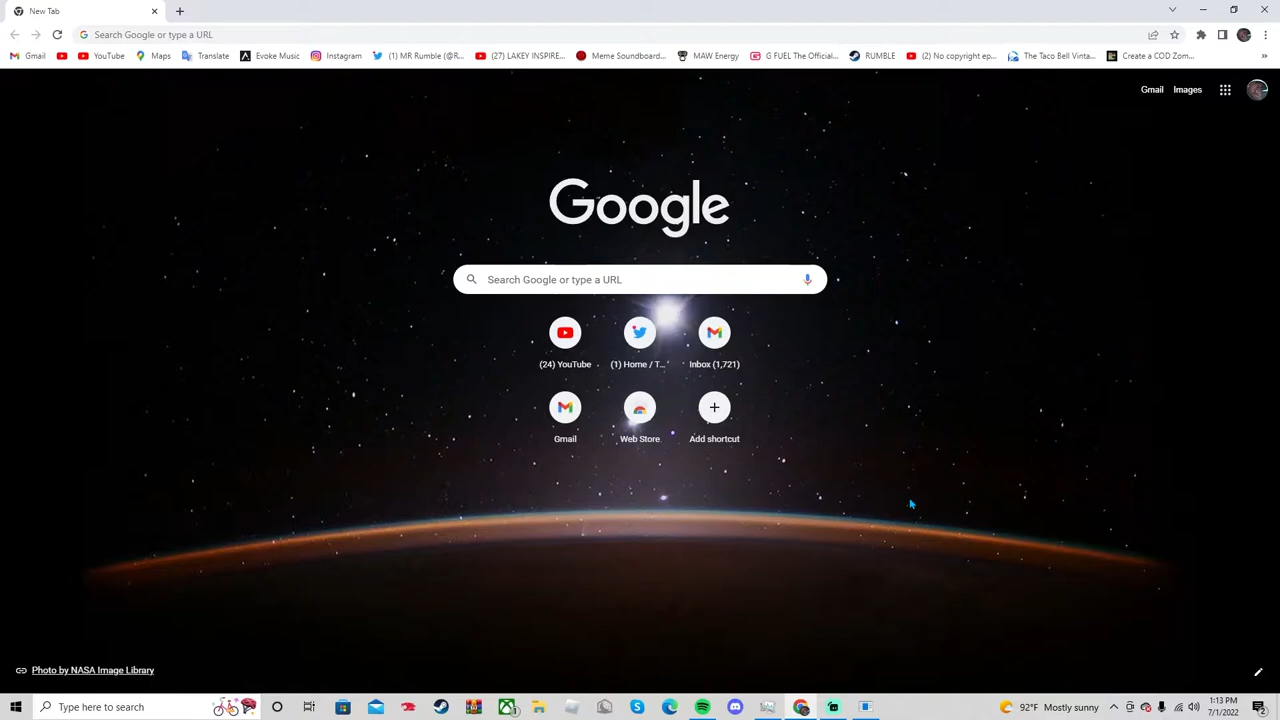 New Tab
Search Google or type a URL
Gmail
YouTube
Maps
Translate
Evoke Music
Instagram
(1) MR Rumble (@R...
(27) LAKEY INSPIRE...
Meme Soundboard...
MAW Energy
G FUEL The Official...
RUMBLE
(2) No copyright ep...
The Taco Bell Vinta...
Create a COD Zom...
»
Gmail
Images
Google
Search Google or type a URL
(24) YouTube
(1) Home / T...
Inbox (1,721)
Gmail
Web Store
Add shortcut
Photo by NASA Image Library
Type here to search
92°F Mostly sunny
1:13 PM
7/1/2022